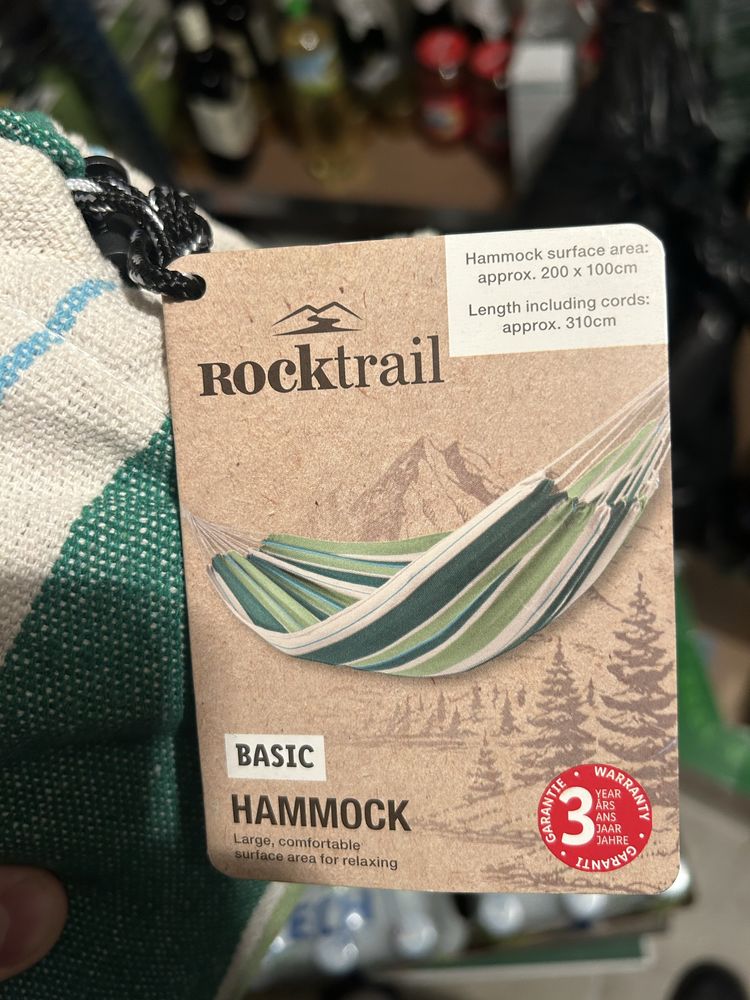 Hammock surface area:
approx. 200 x 100cm
Length including cords:
approx. 310cm
Rocktrail
BASIC
HAMMOCK
Large, comfortable
surface area for relaxing
GARANTIE • WARRANTY • GARANTI •
3
YEAR
ÅRS
ANS
JAAR
JAHRE
ECH